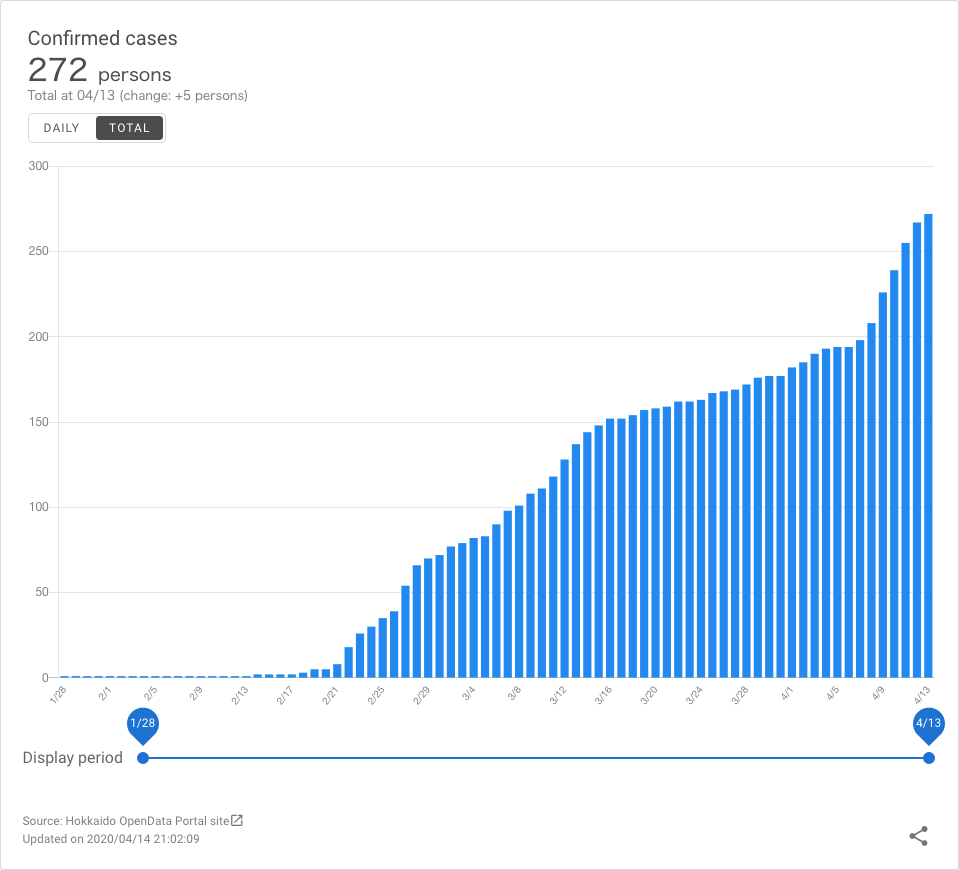 Confirmed cases
272 persons
Total at 04/13 (change: +5 persons)
DAILY TOTAL
300
250
200
150
100
50
0
1/28 2/1 2/5 2/9 2/13 2/17 2/21 2/25 2/29 3/4 3/8 3/12 3/16 3/20 3/24 3/28 4/1 4/5 4/9 4/13
1/28 4/13
Display period
Source: Hokkaido OpenData Portal site
Updated on 2020/04/14 21:02:09